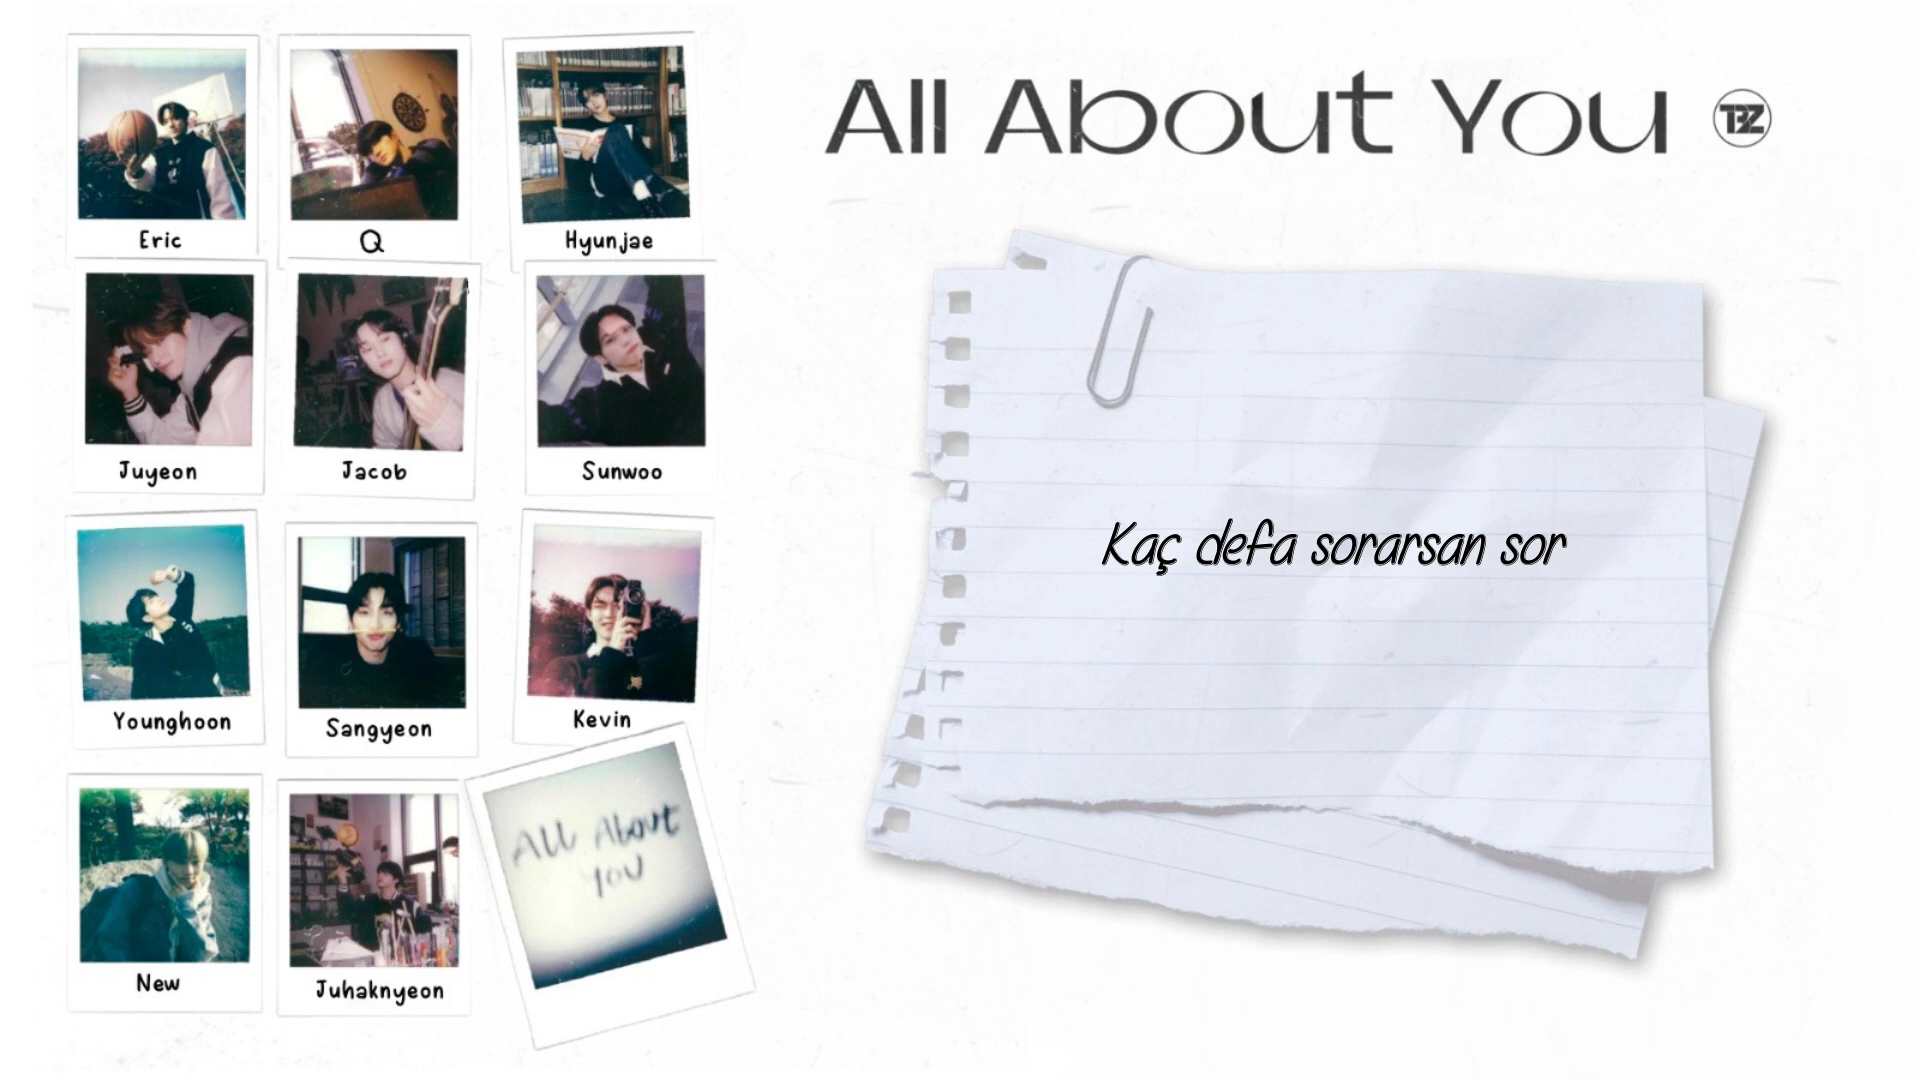 All About You TBZ
Eric
Q
Hyunjae
Juyeon
Jacob
Sunwoo
Younghoon
Sangyeon
Kevin
New
Juhaknyeon
All About
You
Kaç defa sorarsan sor